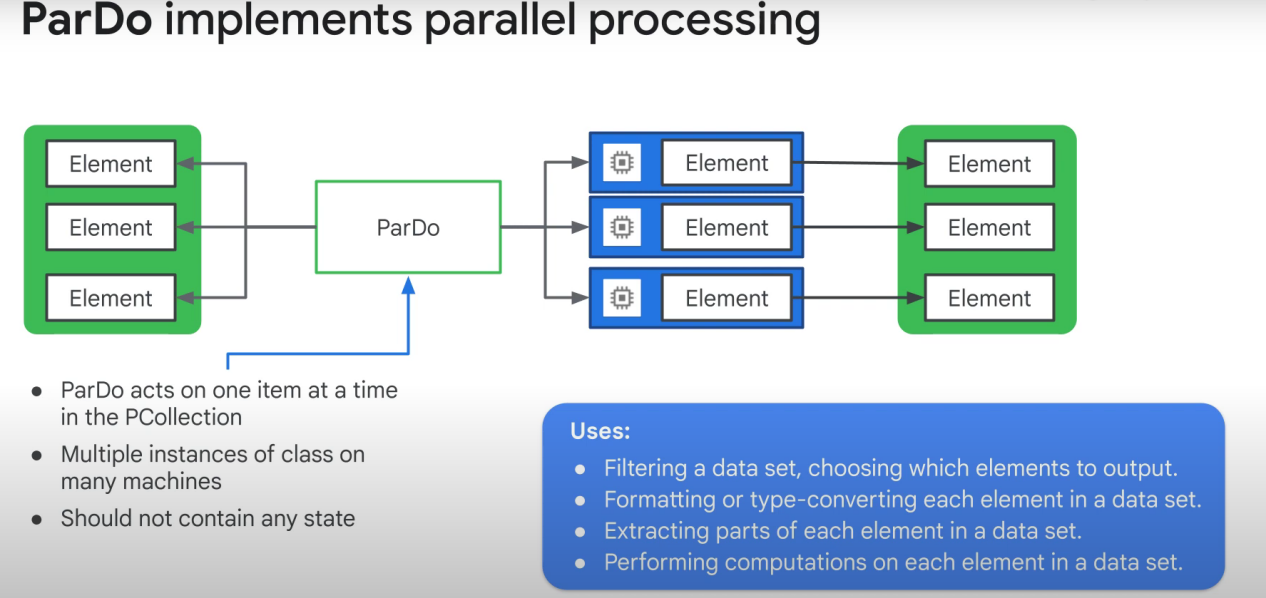 ParDo implements parallel processing
Element
Element
Element
ParDo
Element
Element
Element
Element
Element
Element
• ParDo acts on one item at a time
in the PCollection
• Multiple instances of class on
many machines
• Should not contain any state
Uses:
• Filtering a data set, choosing which elements to output.
• Formatting or type-converting each element in a data set.
• Extracting parts of each element in a data set.
• Performing computations on each element in a data set.